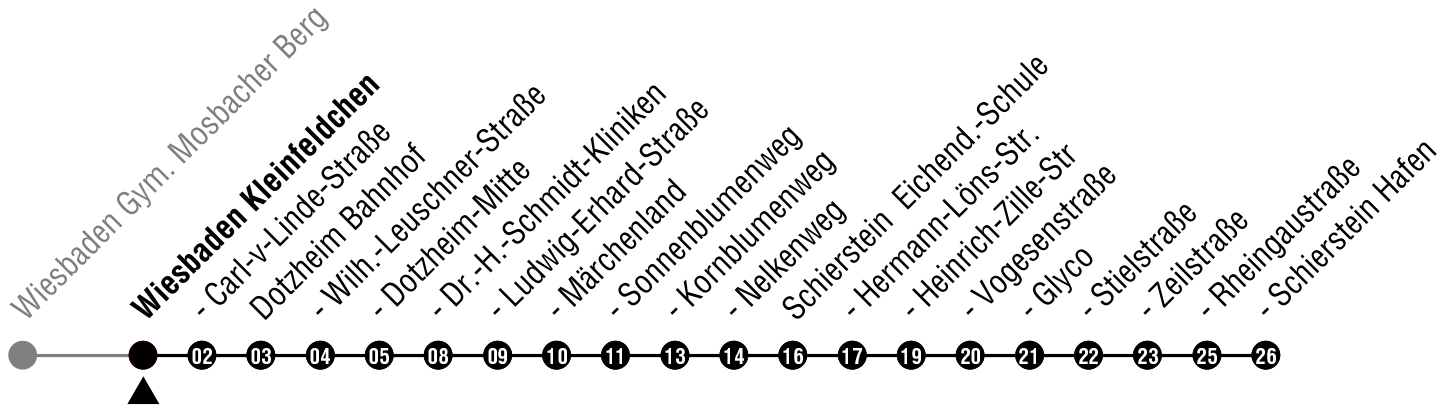 Wiesbaden Gym. Mosbacher Berg
Wiesbaden Kleinfeldchen
- Carl-v-Linde-Straße
Dotzheim Bahnhof
- Wilh.-Leuschner-Straße
- Dotzheim-Mitte
- Dr.-H.-Schmidt-Kliniken
- Ludwig-Erhard-Straße
- Märchenland
- Sonnenblumenweg
- Kornblumenweg
- Nelkenweg
Schierstein Eichend.-Schule
- Hermann-Löns-Str.
- Heinrich-Zille-Str
- Vogesenstraße
- Glyco
- Stielstraße
- Zeilstraße
- Rheingaustraße
- Schierstein Hafen
02 03 04 05 08 09 10 11 13 14 16 17 19 20 21 22 23 25 26